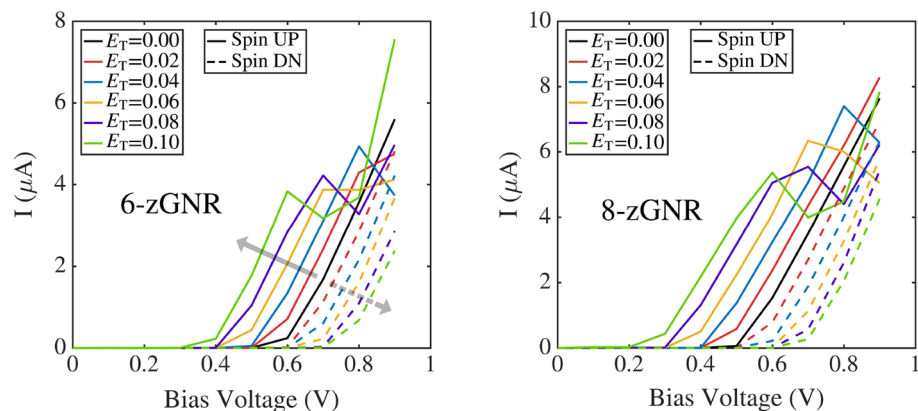 8
6
4
2
0
I (μA)
E_T=0.00
E_T=0.02
E_T=0.04
E_T=0.06
E_T=0.08
E_T=0.10
Spin UP
Spin DN
6-zGNR
0 0.2 0.4 0.6 0.8 1
Bias Voltage (V)
10
8
6
4
2
0
I (μA)
E_T=0.00
E_T=0.02
E_T=0.04
E_T=0.06
E_T=0.08
E_T=0.10
Spin UP
Spin DN
8-zGNR
0 0.2 0.4 0.6 0.8 1
Bias Voltage (V)